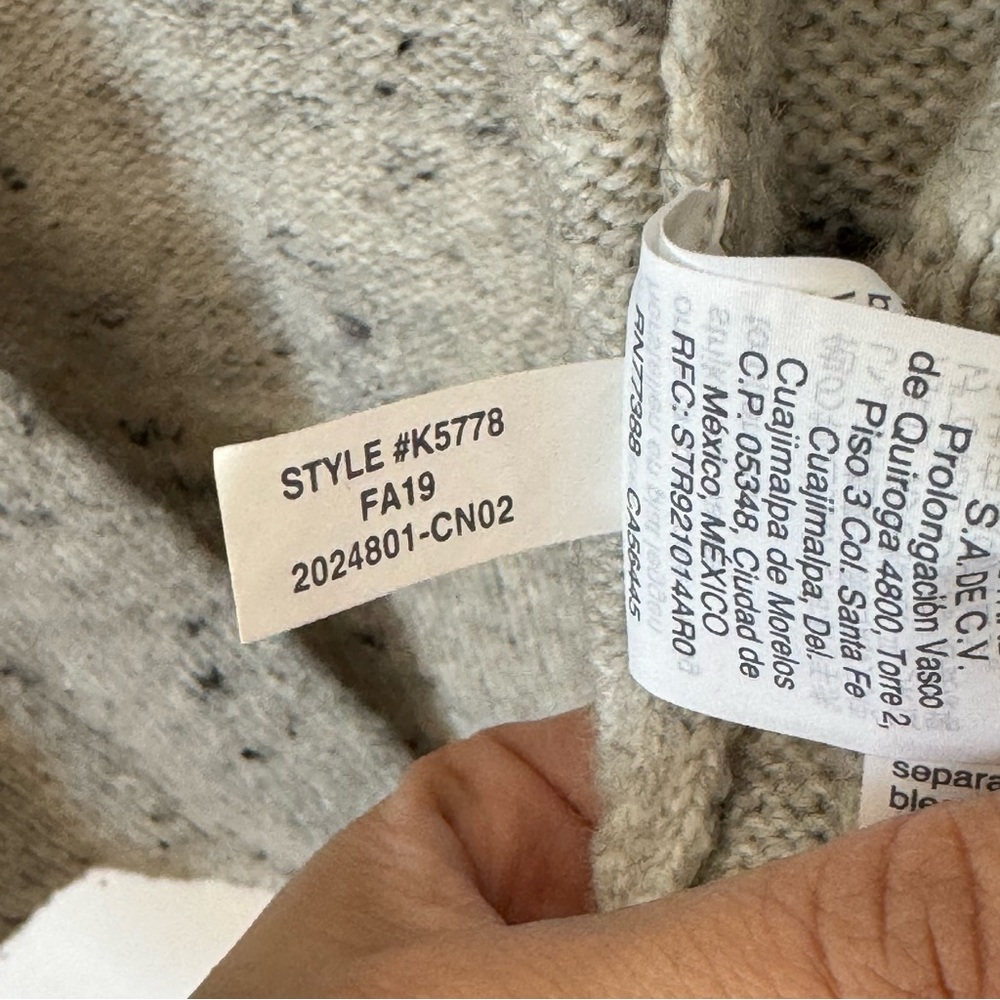 STYLE #K5778
FA19
2024801-CN02
S.A.DE C.V.
Prolongación Vasco
de Quiroga 4800, Torre 2,
Piso 3 Col. Santa Fe
Cuajimalpa, Del.
Cuajimalpa de Morelos
C.P. 05348, Ciudad de
México, MÉXICO
RFC: STR921014AR0
RN77388 CA56445
separa